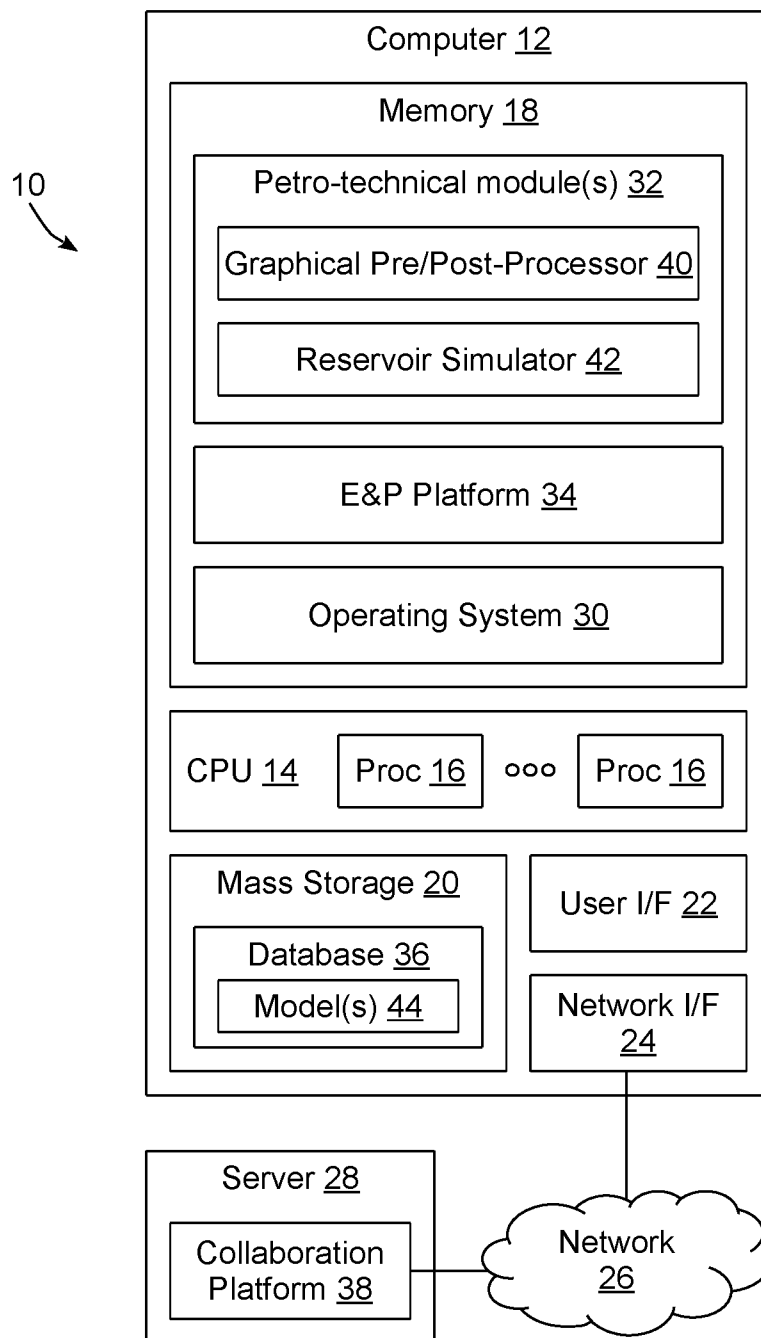 Computer 12
Memory 18
10
Petro-technical module(s) 32
Graphical Pre/Post-Processor 40
Reservoir Simulator 42
E&P Platform 34
Operating System 30
CPU 14
Proc 16
ooo
Proc 16
Mass Storage 20
User I/F 22
Database 36
Model(s) 44
Network I/F
24
Server 28
Collaboration
Platform 38
Network
26